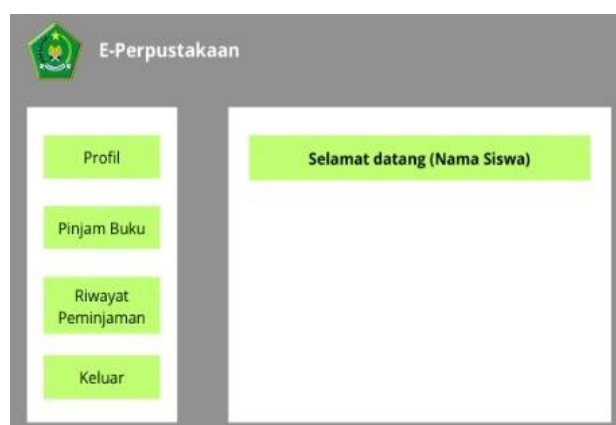 E-Perpustakaan
Profil
Pinjam Buku
Riwayat
Peminjaman
Keluar
Selamat datang (Nama Siswa)